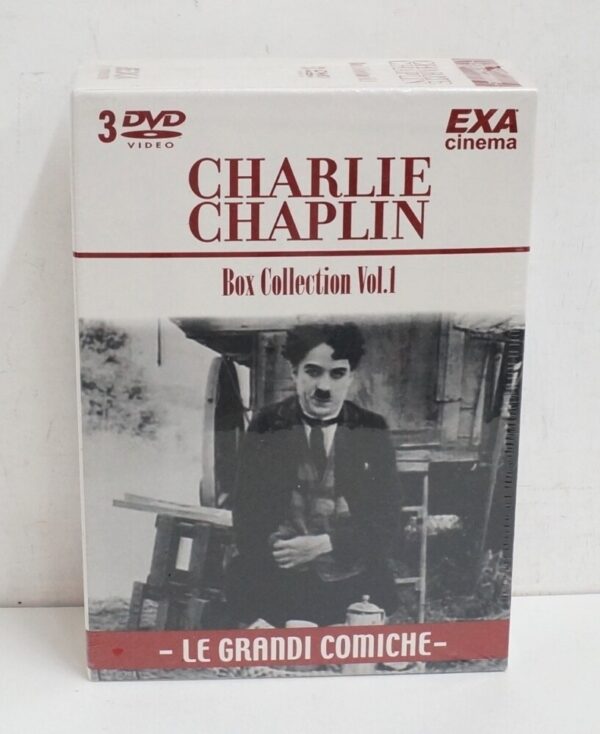 3 DVD
VIDEO
EXA
cinema
CHARLIE
CHAPLIN
Box Collection Vol.1
- LE GRANDI COMICHE-